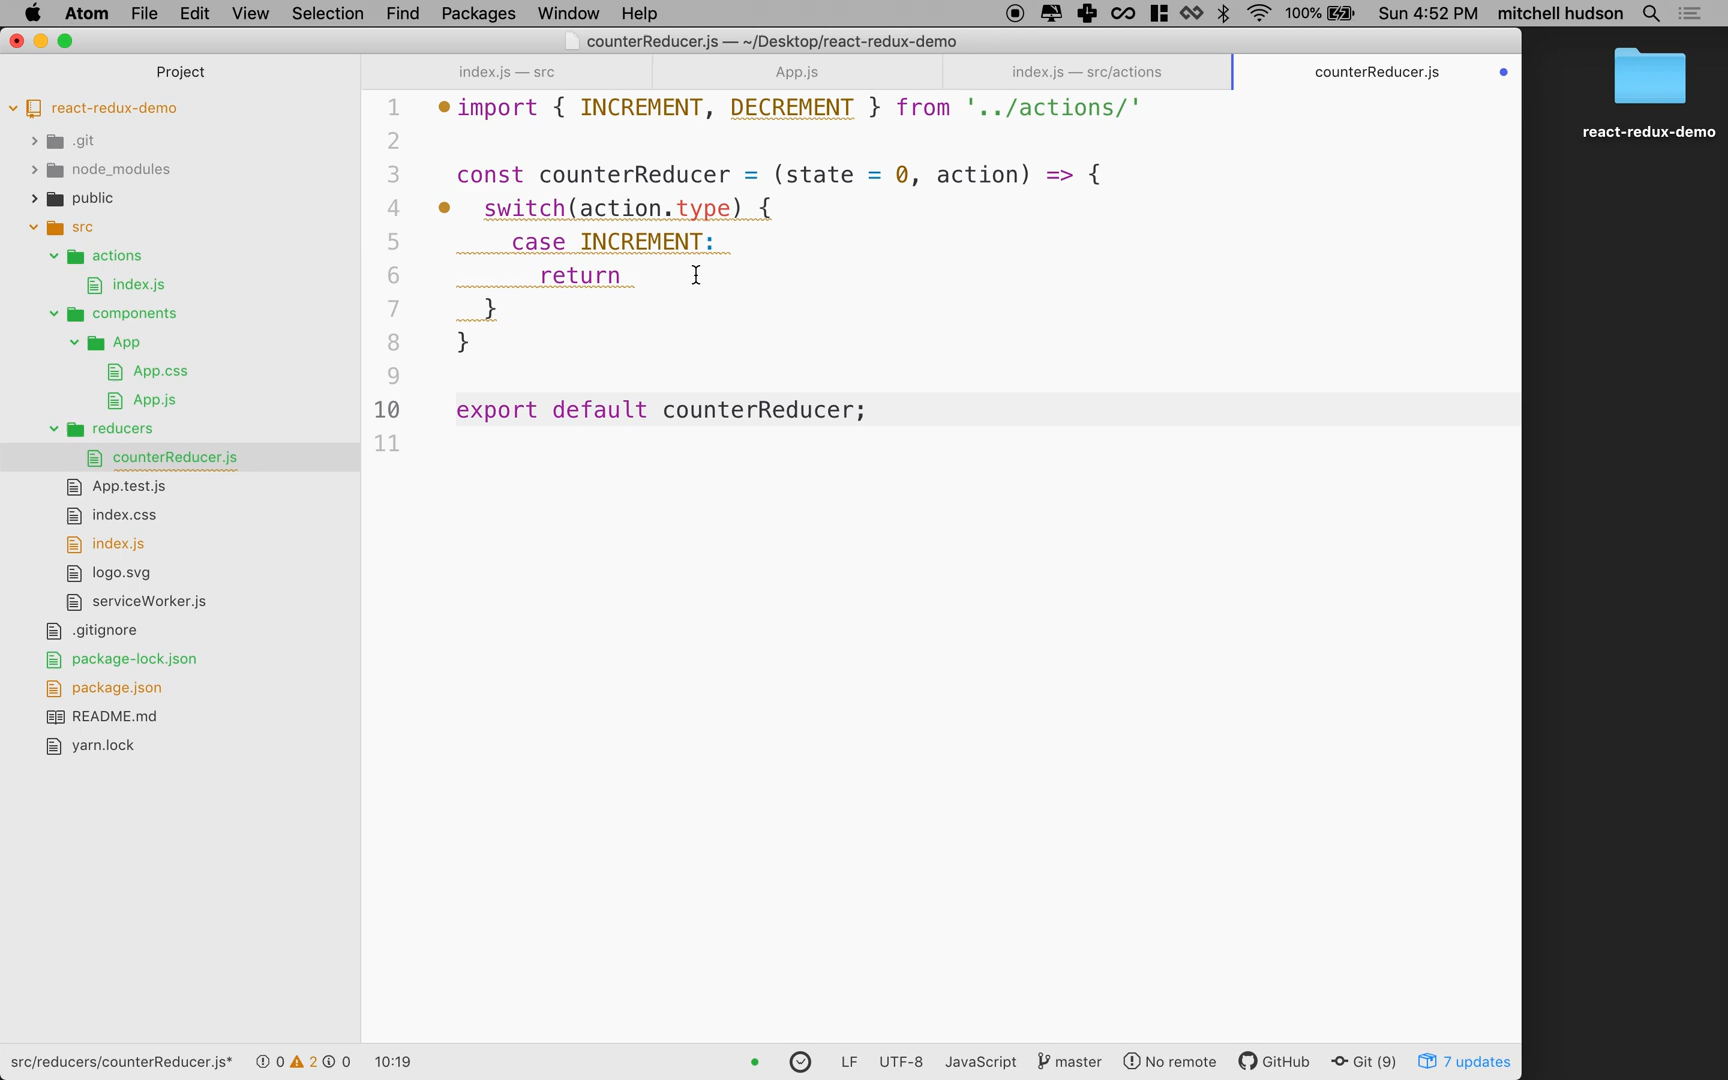 Atom File Edit View Selection Find Packages Window Help 100% Sun 4:52 PM mitchell hudson
counterReducer.js — ~/Desktop/react-redux-demo
Project
index.js — src
App.js
index.js — src/actions
counterReducer.js
react-redux-demo
.git
node_modules
public
src
actions
index.js
components
App
App.css
App.js
reducers
counterReducer.js
App.test.js
index.css
index.js
logo.svg
serviceWorker.js
.gitignore
package-lock.json
package.json
README.md
yarn.lock
1 import { INCREMENT, DECREMENT } from '../actions/'
2
3 const counterReducer = (state = 0, action) => {
4 switch(action.type) {
5 case INCREMENT:
6 return
7 }
8 }
9
10 export default counterReducer;
11
src/reducers/counterReducer.js* 0 2 0 10:19 LF UTF-8 JavaScript master No remote GitHub Git (9) 7 updates
react-redux-demo